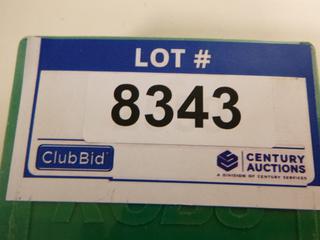 LOT #
8343
ClubBid
CENTURY
AUCTIONS
A DIVISION OF CENTURY SERVICES